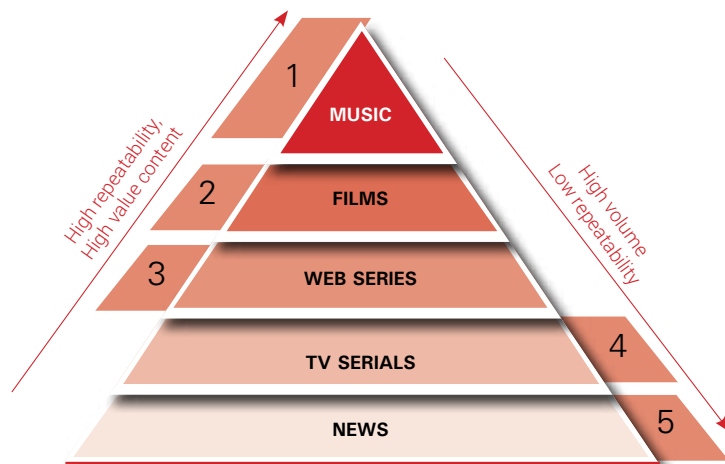 1
MUSIC
High repeatability,
High value content
High volume
Low repeatability
2
FILMS
3
WEB SERIES
4
TV SERIALS
5
NEWS